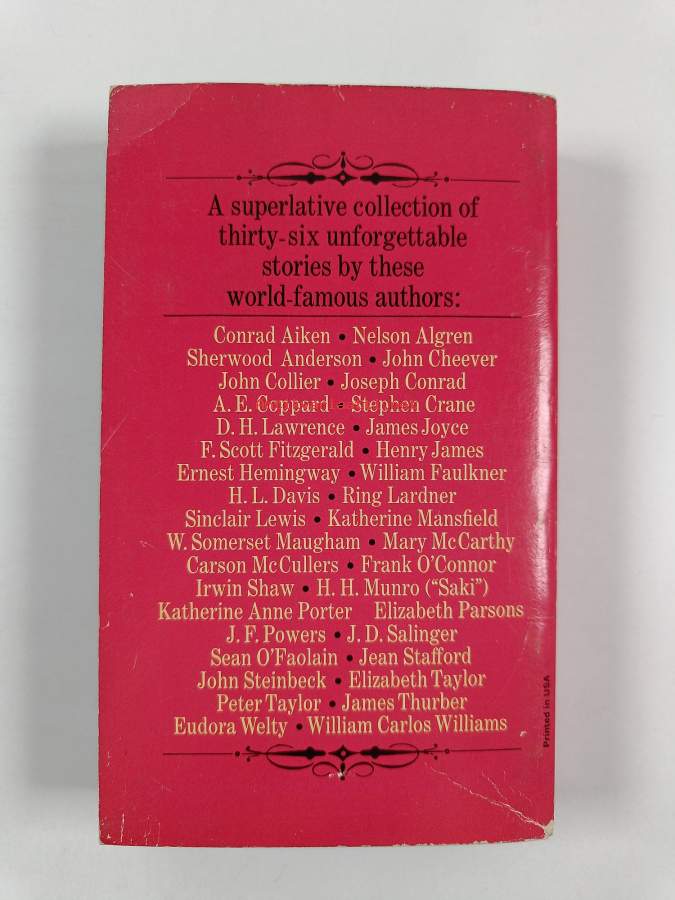 A superlative collection of
thirty-six unforgettable
stories by these
world-famous authors:
Conrad Aiken • Nelson Algren
Sherwood Anderson • John Cheever
John Collier • Joseph Conrad
A. E. Coppard • Stephen Crane
D. H. Lawrence • James Joyce
F. Scott Fitzgerald • Henry James
Ernest Hemingway • William Faulkner
H. L. Davis • Ring Lardner
Sinclair Lewis • Katherine Mansfield
W. Somerset Maugham • Mary McCarthy
Carson McCullers • Frank O'Connor
Irwin Shaw • H. H. Munro ("Saki")
Katherine Anne Porter Elizabeth Parsons
J. F. Powers • J. D. Salinger
Sean O'Faolain • Jean Stafford
John Steinbeck • Elizabeth Taylor
Peter Taylor • James Thurber
Eudora Welty • William Carlos Williams
Printed in USA